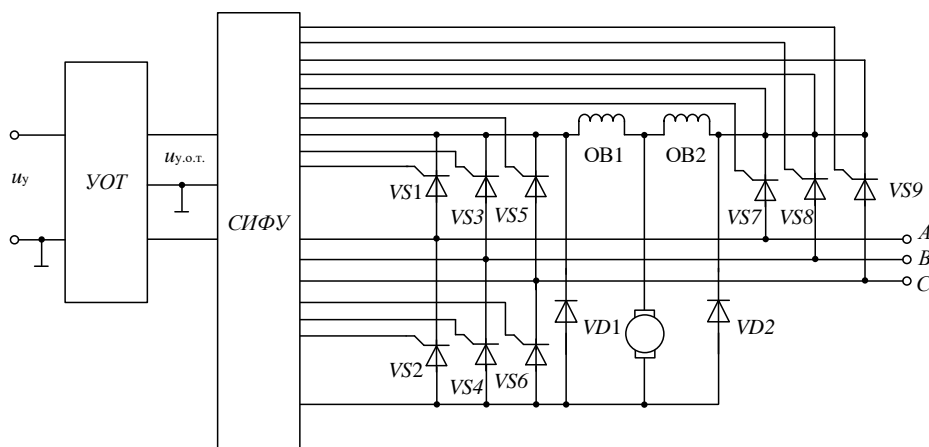 uу
УОТ
uу.о.т.
СИФУ
VS1
VS3
VS5
ОВ1
ОВ2
VS7
VS8
VS9
A
B
C
VD1
VD2
VS2
VS4
VS6